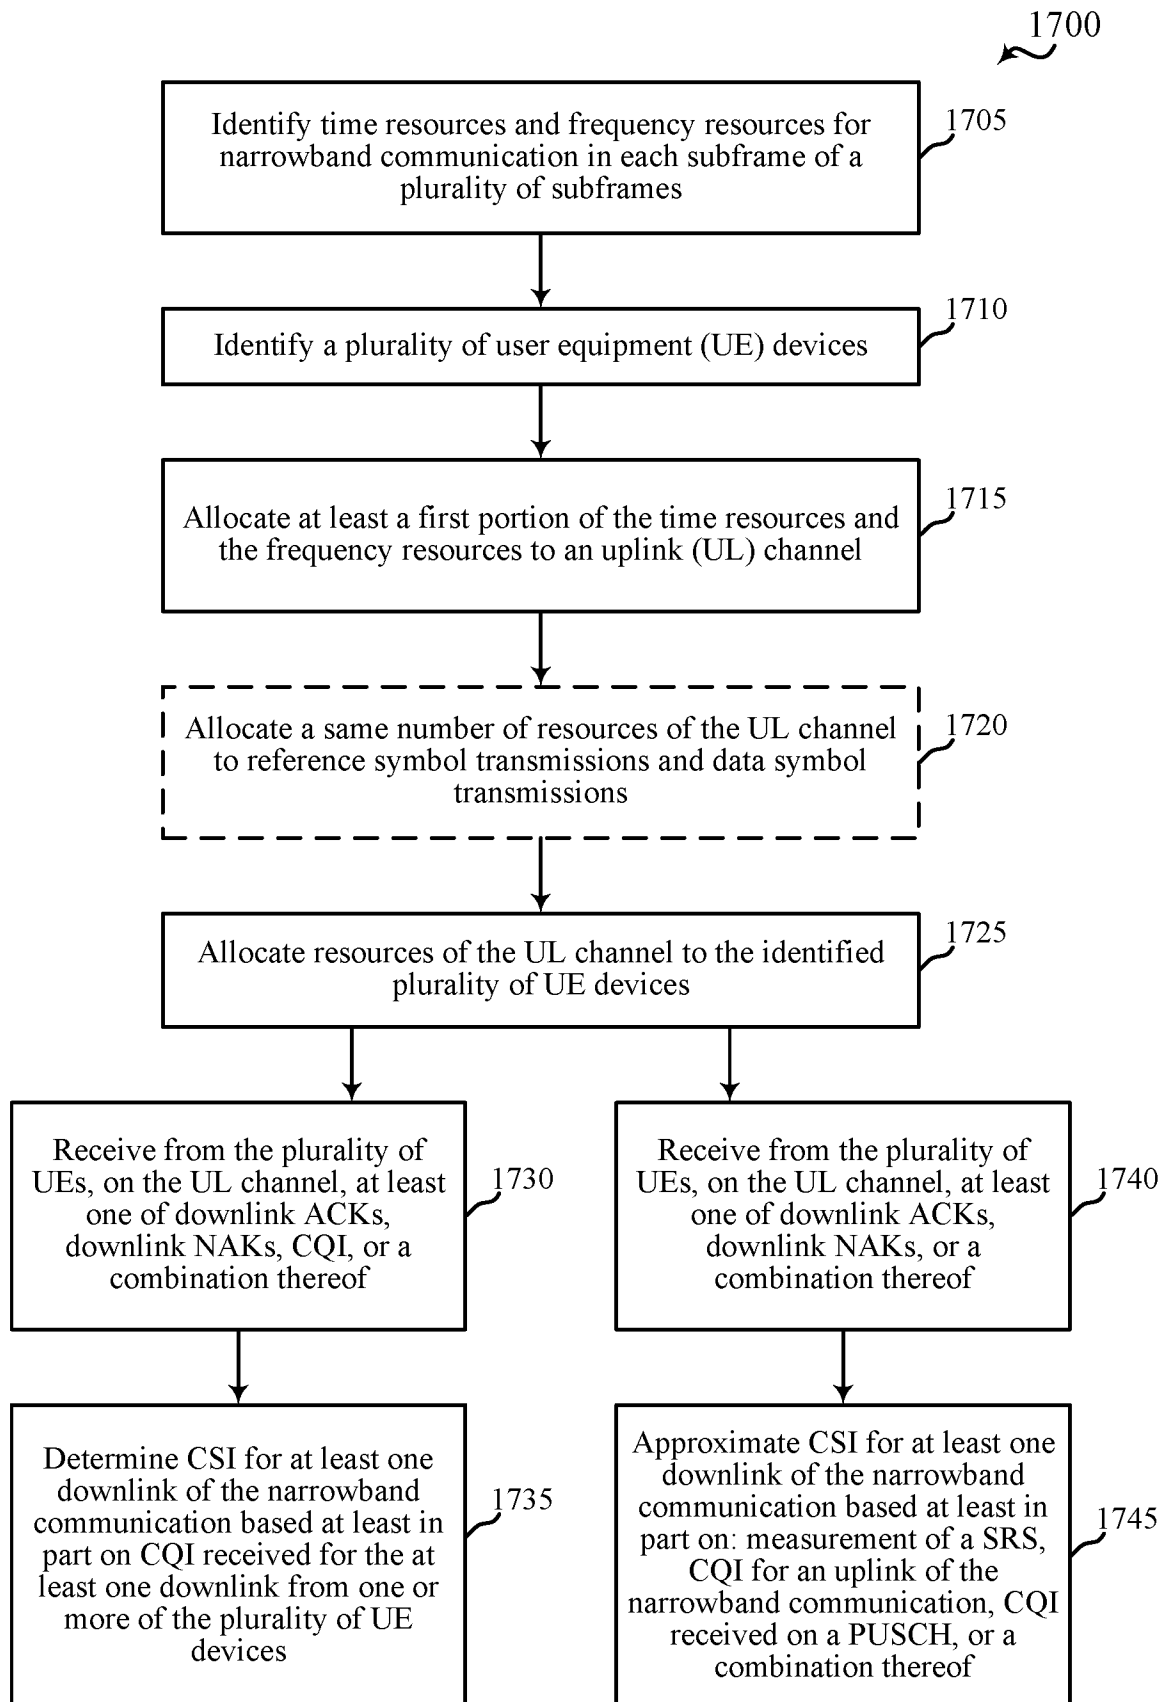 1700
Identify time resources and frequency resources for
narrowband communication in each subframe of a
plurality of subframes
1705
Identify a plurality of user equipment (UE) devices
1710
Allocate at least a first portion of the time resources and
the frequency resources to an uplink (UL) channel
1715
Allocate a same number of resources of the UL channel
to reference symbol transmissions and data symbol
transmissions
1720
Allocate resources of the UL channel to the identified
plurality of UE devices
1725
Receive from the plurality of
UEs, on the UL channel, at least
one of downlink ACKs,
downlink NAKs, CQI, or a
combination thereof
1730
Receive from the plurality of
UEs, on the UL channel, at least
one of downlink ACKs,
downlink NAKs, or a
combination thereof
1740
Determine CSI for at least one
downlink of the narrowband
communication based at least in
part on CQI received for the at
least one downlink from one or
more of the plurality of UE
devices
1735
Approximate CSI for at least one
downlink of the narrowband
communication based at least in
part on: measurement of a SRS,
CQI for an uplink of the
narrowband communication, CQI
received on a PUSCH, or a
combination thereof
1745